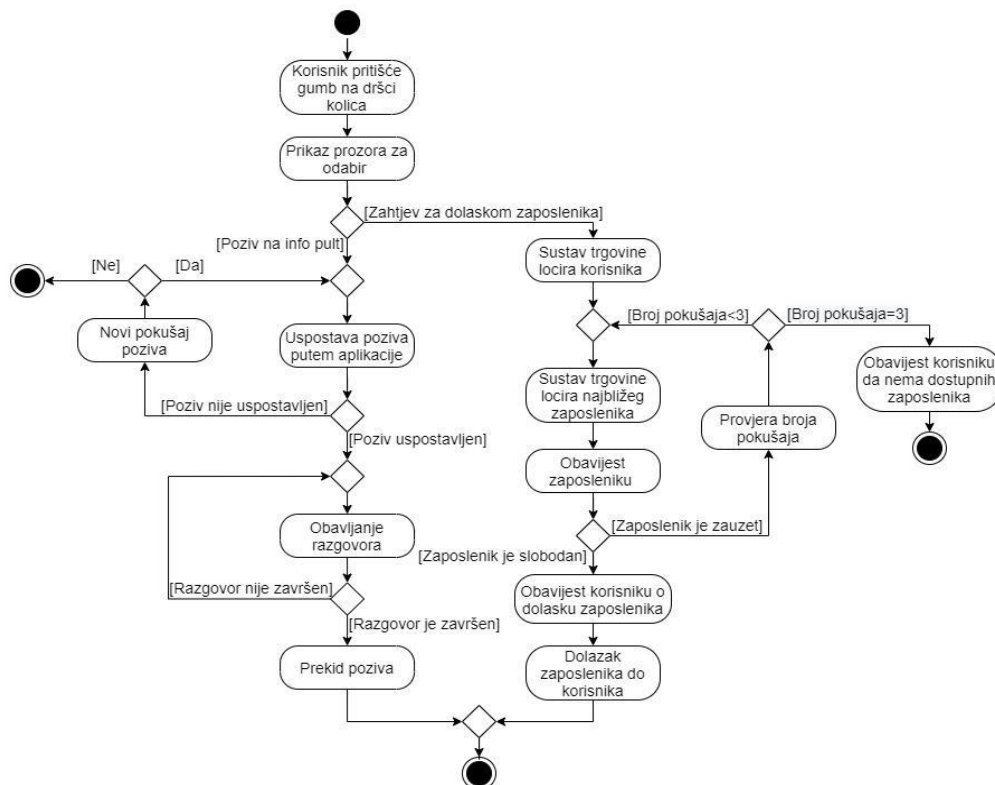 Korisnik pritišće
gumb na dršci
kolica
Prikaz prozora za
odabir
[Zahtjev za dolaskom zaposlenika]
[Poziv na info pult]
Sustav trgovine
locira korisnika
[Ne]
[Da]
[Broj pokušaja<3]
[Broj pokušaja=3]
Novi pokušaj
poziva
Uspostava poziva
putem aplikacije
Obavijest korisniku
da nema dostupnih
zaposlenika
Sustav trgovine
locira najbližeg
zaposlenika
[Poziv nije uspostavljen]
Provjera broja
pokušaja
[Poziv uspostavljen]
Obavijest
zaposleniku
Obavljanje
razgovora
[Zaposlenik je zauzet]
[Zaposlenik je slobodan]
[Razgovor nije završen]
Obavijest korisniku o
dolasku zaposlenika
[Razgovor je završen]
Prekid poziva
Dolazak
zaposlenika do
korisnika